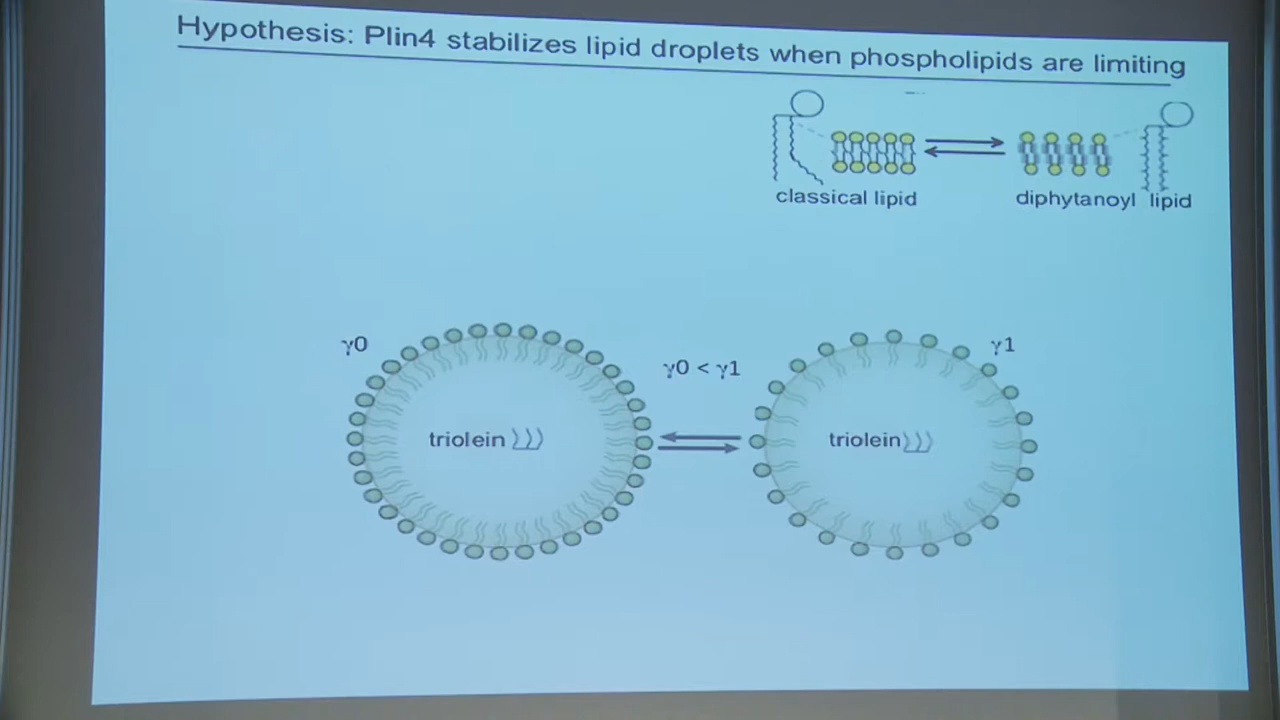 Hypothesis: Plin4 stabilizes lipid droplets when phospholipids are limiting
classical lipid
diphytanoyl lipid
γ0
γ0 < γ1
γ1
triolein
triolein